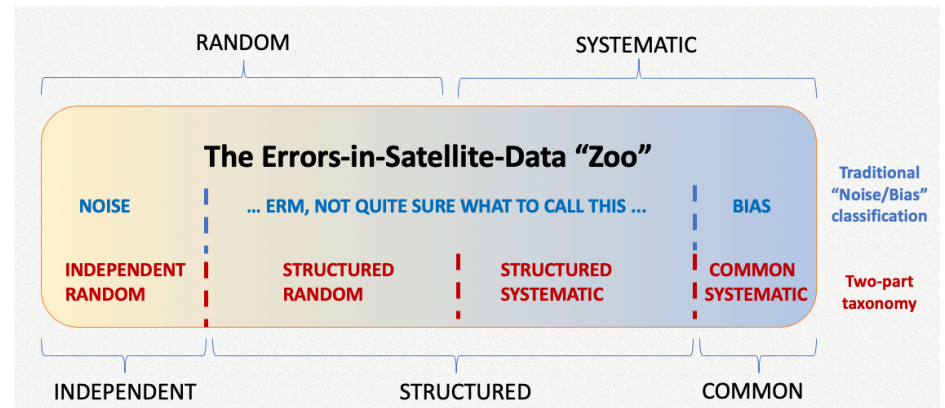 RANDOM
SYSTEMATIC
The Errors-in-Satellite-Data “Zoo”
NOISE
... ERM, NOT QUITE SURE WHAT TO CALL THIS ...
BIAS
Traditional
“Noise/Bias”
classification
INDEPENDENT
RANDOM
STRUCTURED
RANDOM
STRUCTURED
SYSTEMATIC
COMMON
SYSTEMATIC
Two-part
taxonomy
INDEPENDENT
STRUCTURED
COMMON